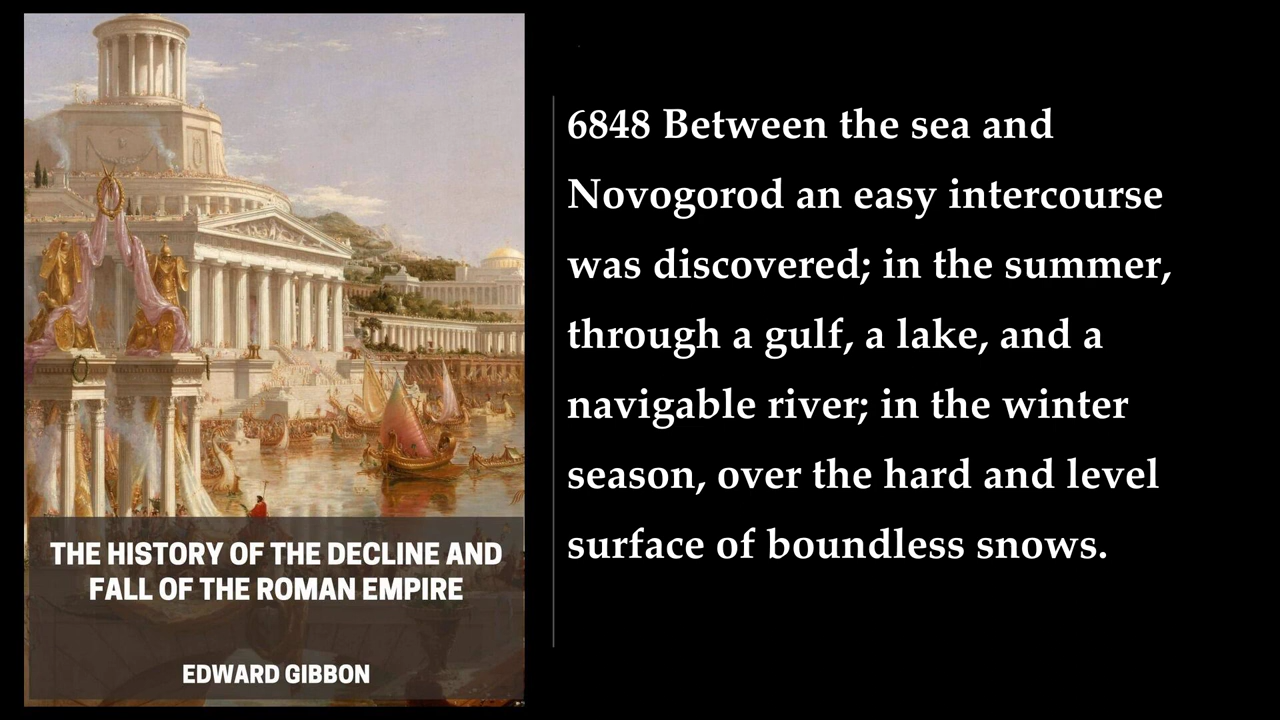 THE HISTORY OF THE DECLINE AND
FALL OF THE ROMAN EMPIRE
EDWARD GIBBON
6848 Between the sea and
Novogorod an easy intercourse
was discovered; in the summer,
through a gulf, a lake, and a
navigable river; in the winter
season, over the hard and level
surface of boundless snows.